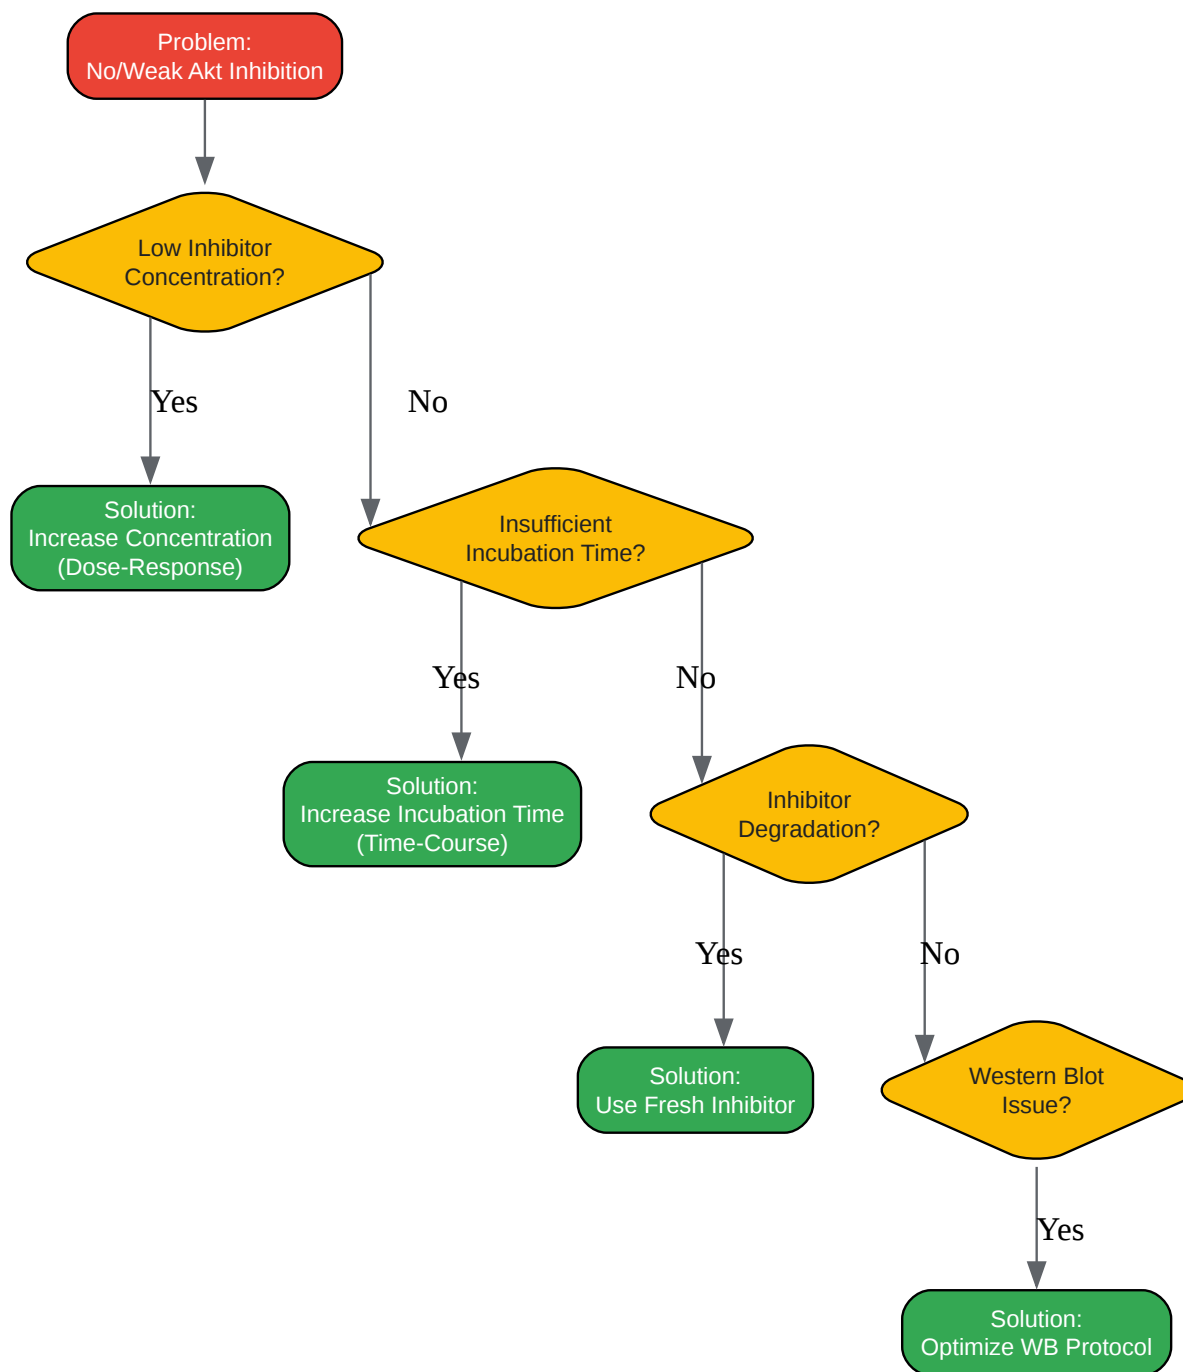 Problem:
No/Weak Akt Inhibition
Low Inhibitor
Concentration?
Yes
No
Solution:
Increase Concentration
(Dose-Response)
Insufficient
Incubation Time?
Yes
No
Solution:
Increase Incubation Time
(Time-Course)
Inhibitor
Degradation?
Yes
No
Solution:
Use Fresh Inhibitor
Western Blot
Issue?
Yes
Solution:
Optimize WB Protocol